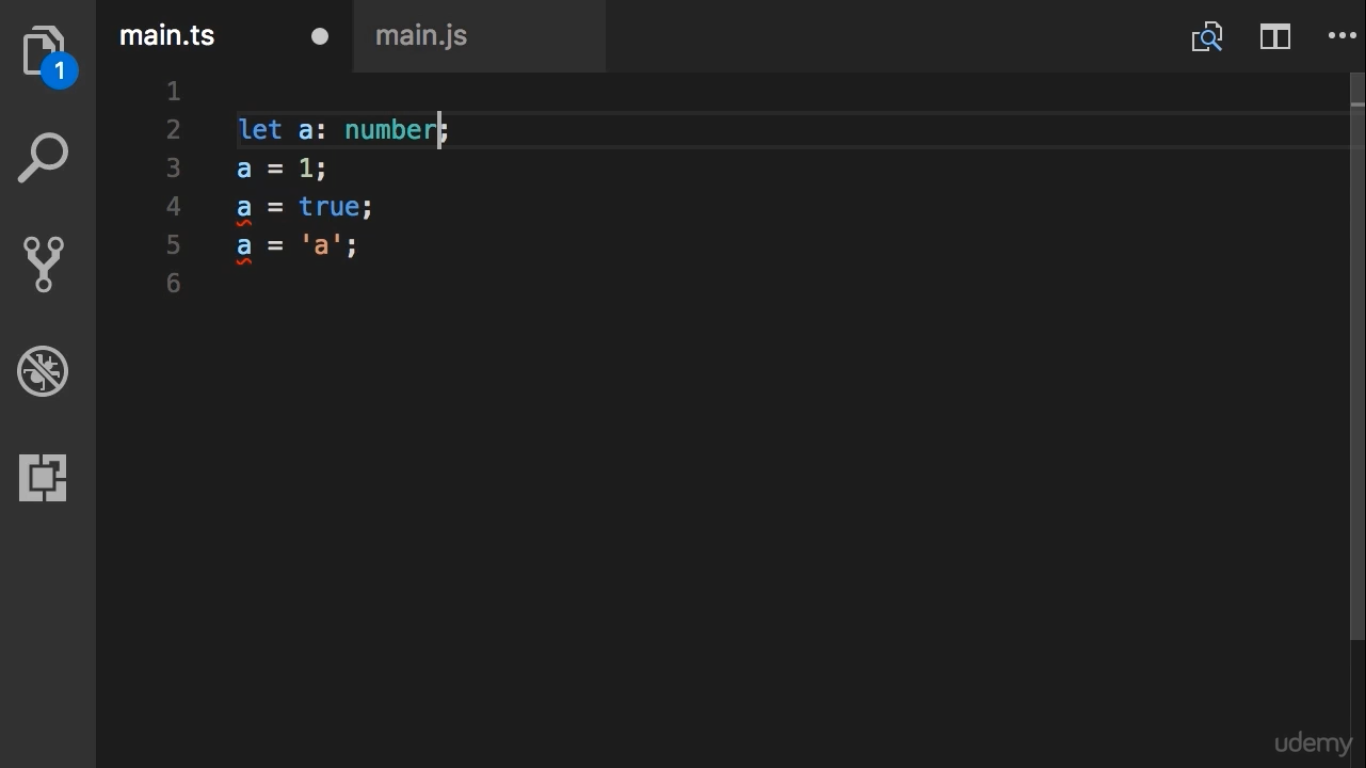 main.ts
main.js
1
1
2 let a: number;
3 a = 1;
4 a = true;
5 a = 'a';
6
udemy